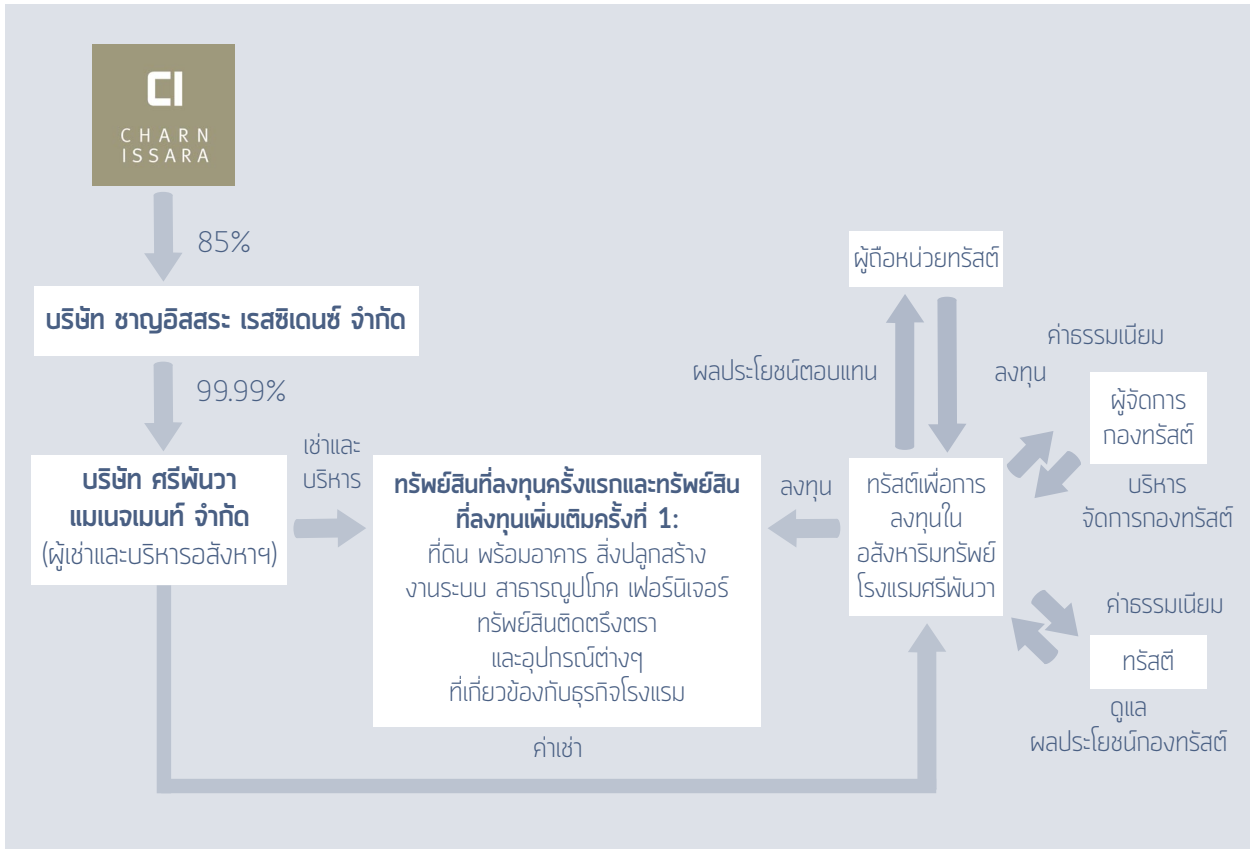 CI
CHARN
ISSARA
85%
บริษัท ชาญอิสสระ เรสซิเดนซ์ จำกัด
99.99%
บริษัท ศรีพันวา
แมเนจเมนท์ จำกัด
(ผู้เช่าและบริหารอสังหาฯ)
เช่าและ
บริหาร
ทรัพย์สินที่ลงทุนครั้งแรกและทรัพย์สิน
ที่ลงทุนเพิ่มเติมครั้งที่ 1:
ที่ดิน พร้อมอาคาร สิ่งปลูกสร้าง
งานระบบ สาธารณูปโภค เฟอร์นิเจอร์
ทรัพย์สินติดตรึงตรา
และอุปกรณ์ต่างๆ
ที่เกี่ยวข้องกับธุรกิจโรงแรม
ค่าเช่า
ลงทุน
ผู้ถือหน่วยทรัสต์
ผลประโยชน์ตอบแทน
ลงทุน
ทรัสต์เพื่อการ
ลงทุนใน
อสังหาริมทรัพย์
โรงแรมศรีพันวา
ค่าธรรมเนียม
ผู้จัดการ
กองทรัสต์
บริหาร
จัดการกองทรัสต์
ค่าธรรมเนียม
ทรัสตี
ดูแล
ผลประโยชน์กองทรัสต์